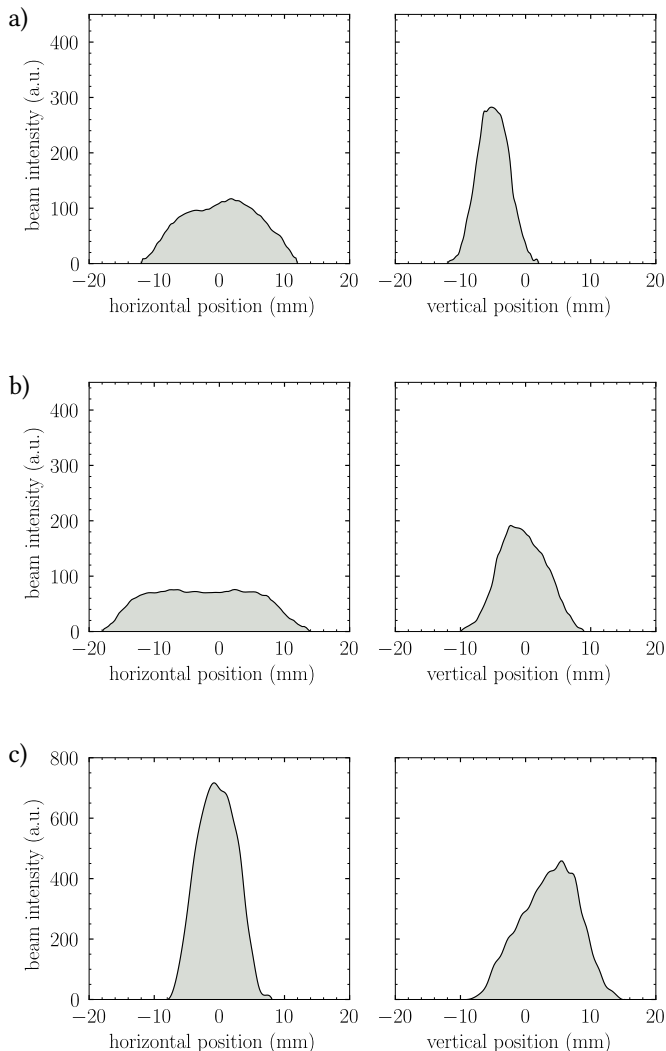 a)
400
300
200
100
0
beam intensity (a.u.)
−20 −10 0 10 20
horizontal position (mm)
−20 −10 0 10 20
vertical position (mm)
b)
400
300
200
100
0
beam intensity (a.u.)
−20 −10 0 10 20
horizontal position (mm)
−20 −10 0 10 20
vertical position (mm)
c)
800
600
400
200
0
beam intensity (a.u.)
−20 −10 0 10 20
horizontal position (mm)
−20 −10 0 10 20
vertical position (mm)